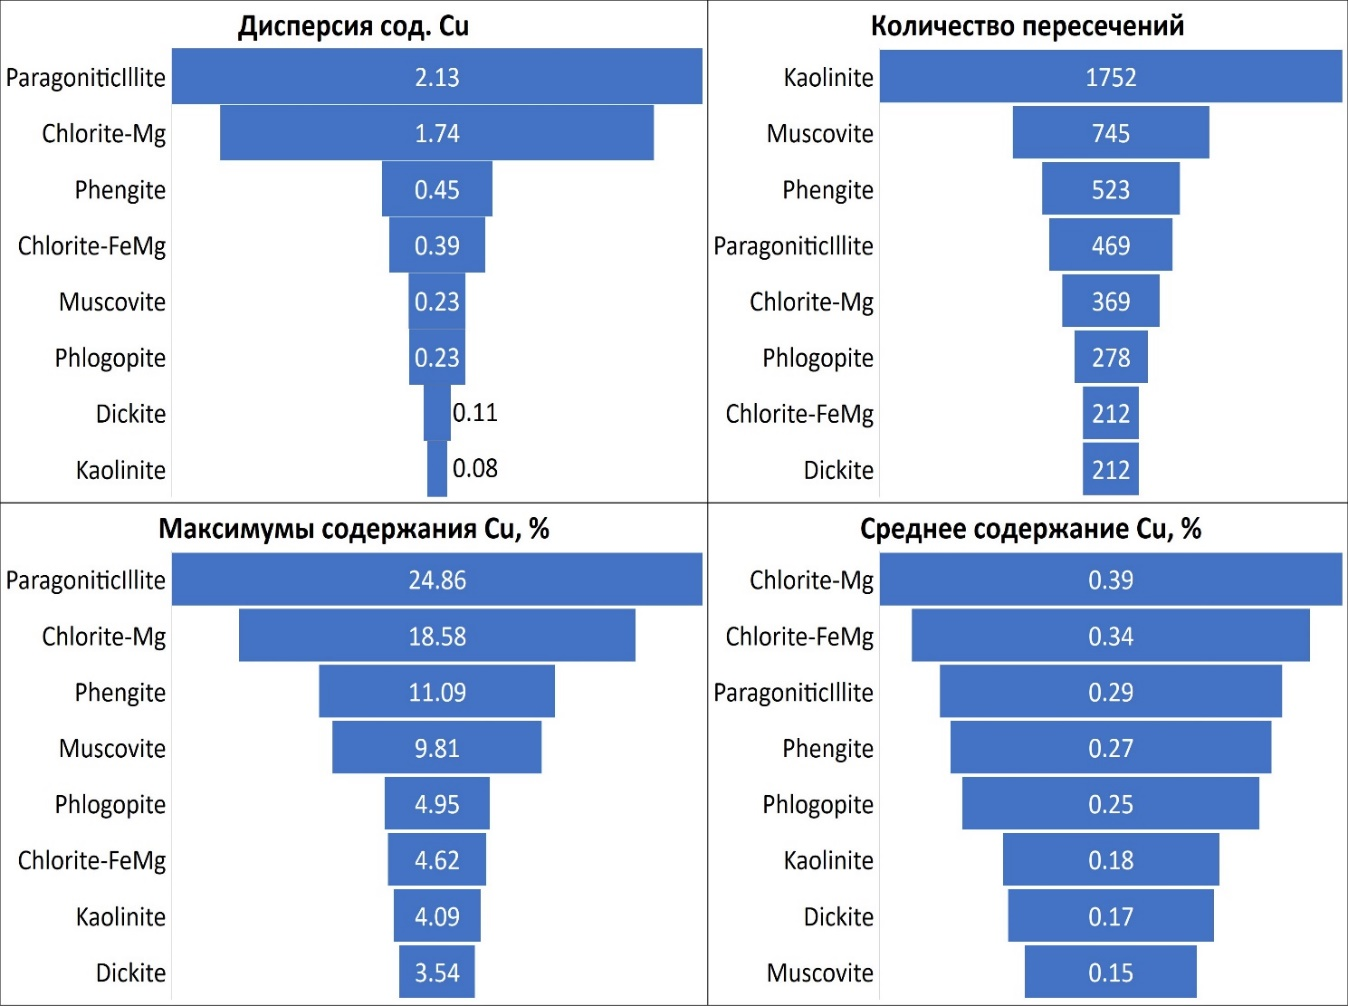 Дисперсия сод. Cu
ParagoniticIllite 2.13
Chlorite-Mg 1.74
Phengite 0.45
Chlorite-FeMg 0.39
Muscovite 0.23
Phlogopite 0.23
Dickite 0.11
Kaolinite 0.08
Количество пересечений
Kaolinite 1752
Muscovite 745
Phengite 523
ParagoniticIllite 469
Chlorite-Mg 369
Phlogopite 278
Chlorite-FeMg 212
Dickite 212
Максимумы содержания Cu, %
ParagoniticIllite 24.86
Chlorite-Mg 18.58
Phengite 11.09
Muscovite 9.81
Phlogopite 4.95
Chlorite-FeMg 4.62
Kaolinite 4.09
Dickite 3.54
Среднее содержание Cu, %
Chlorite-Mg 0.39
Chlorite-FeMg 0.34
ParagoniticIllite 0.29
Phengite 0.27
Phlogopite 0.25
Kaolinite 0.18
Dickite 0.17
Muscovite 0.15